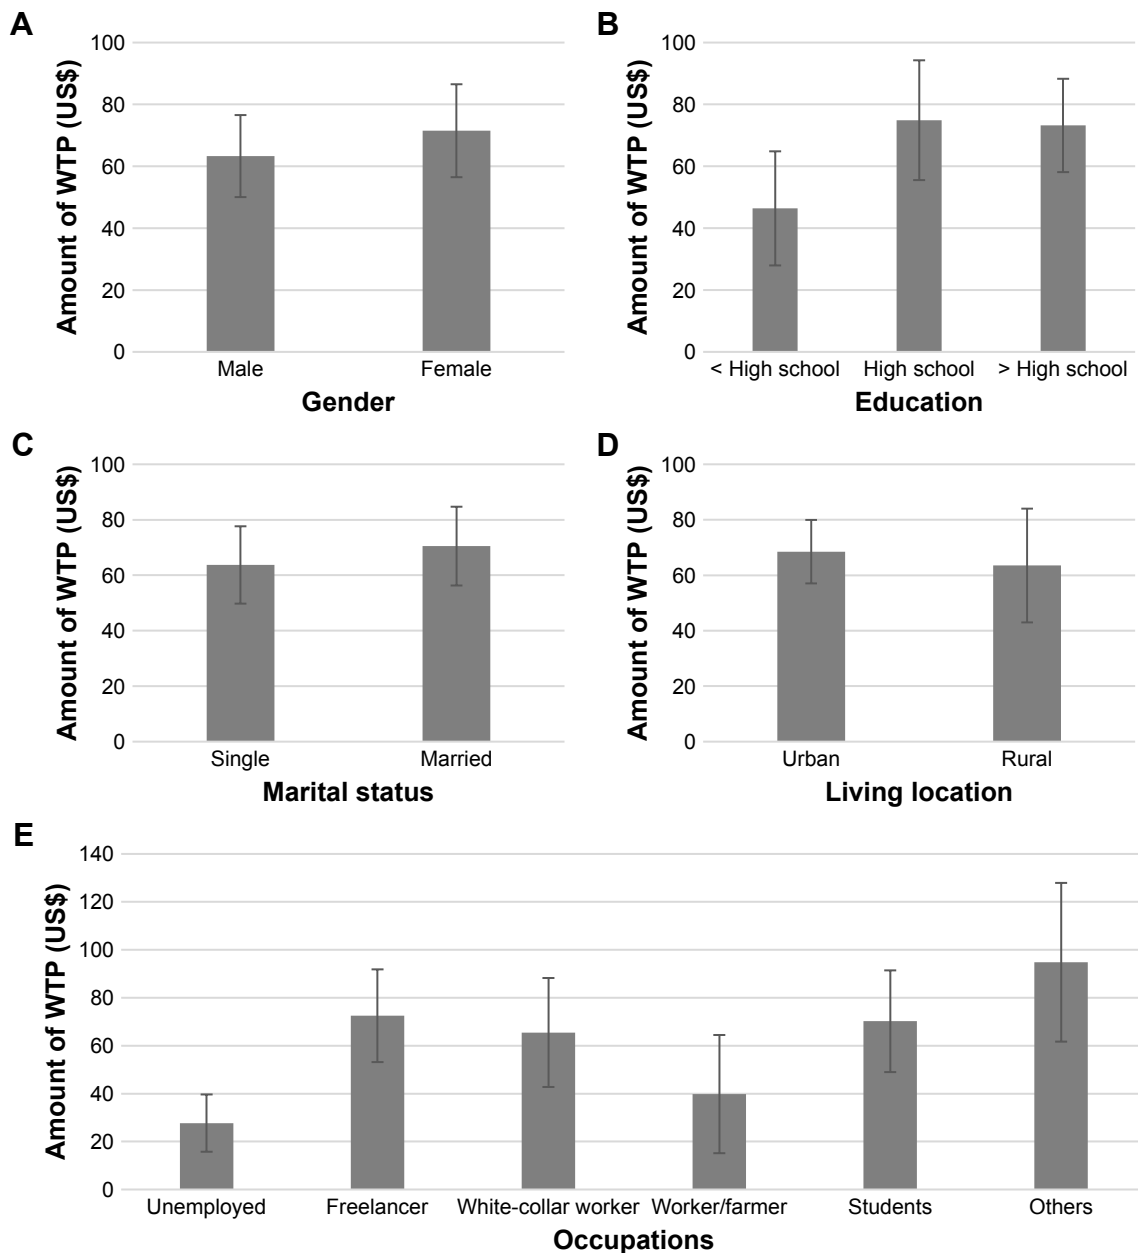 A
Amount of WTP (US$)
100
80
60
40
20
0
Male Female
Gender
B
Amount of WTP (US$)
100
80
60
40
20
0
< High school High school > High school
Education
C
Amount of WTP (US$)
100
80
60
40
20
0
Single Married
Marital status
D
Amount of WTP (US$)
100
80
60
40
20
0
Urban Rural
Living location
E
Amount of WTP (US$)
140
120
100
80
60
40
20
0
Unemployed Freelancer White-collar worker Worker/farmer Students Others
Occupations